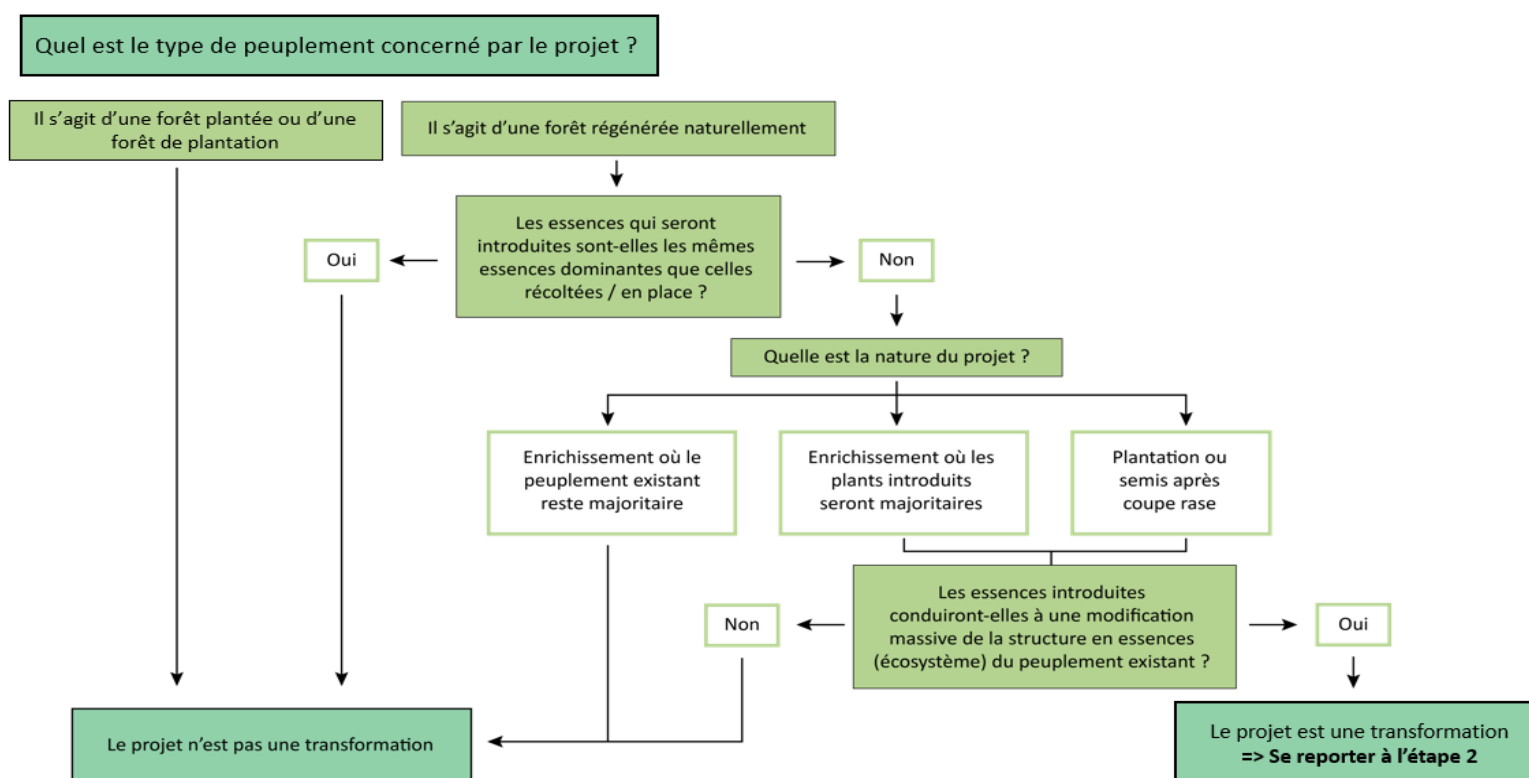 Quel est le type de peuplement concerné par le projet ?
Il s'agit d'une forêt plantée ou d'une
forêt de plantation
Il s'agit d'une forêt régénérée naturellement
Les essences qui seront
introduites sont-elles les mêmes
essences dominantes que celles
récoltées / en place ?
Oui
Non
Quelle est la nature du projet ?
Enrichissement où le
peuplement existant
reste majoritaire
Enrichissement où les
plants introduits
seront majoritaires
Plantation ou
semis après
coupe rase
Les essences introduites
conduiront-elles à une modification
massive de la structure en essences
(écosystème) du peuplement existant ?
Non
Oui
Le projet n'est pas une transformation
Le projet est une transformation
=> Se reporter à l'étape 2